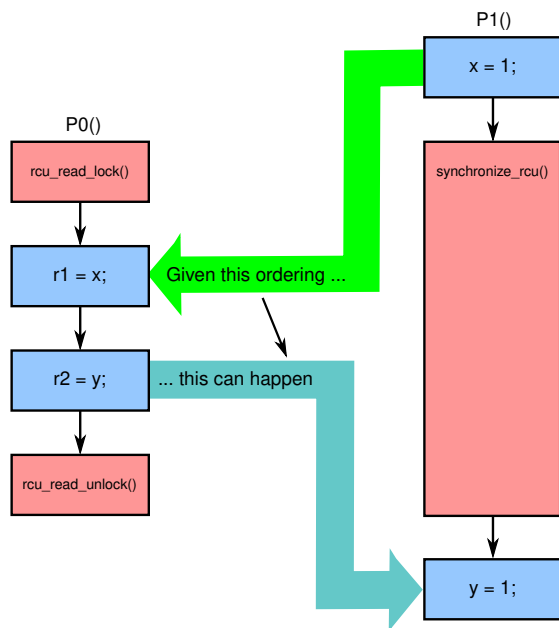 P1()
x = 1;
P0()
rcu_read_lock()
synchronize_rcu()
r1 = x;
Given this ordering ...
r2 = y;
... this can happen
rcu_read_unlock()
y = 1;